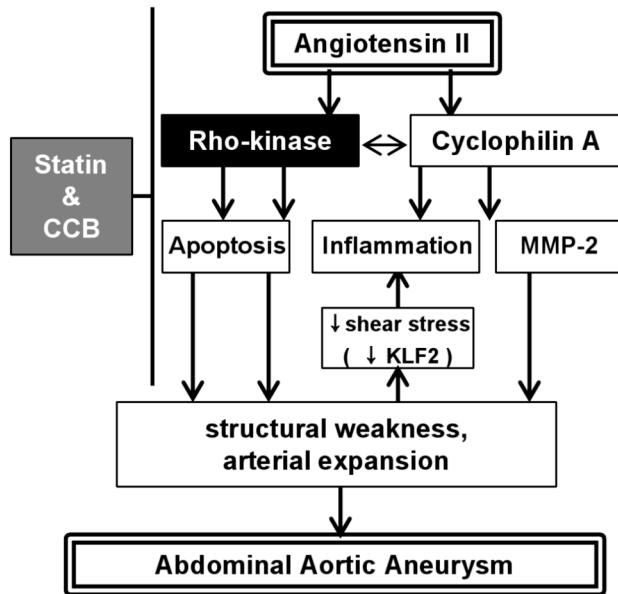 Angiotensin II
Rho-kinase
Cyclophilin A
Statin
&
CCB
Apoptosis
Inflammation
MMP-2
↓ shear stress
( ↓ KLF2 )
structural weakness,
arterial expansion
Abdominal Aortic Aneurysm